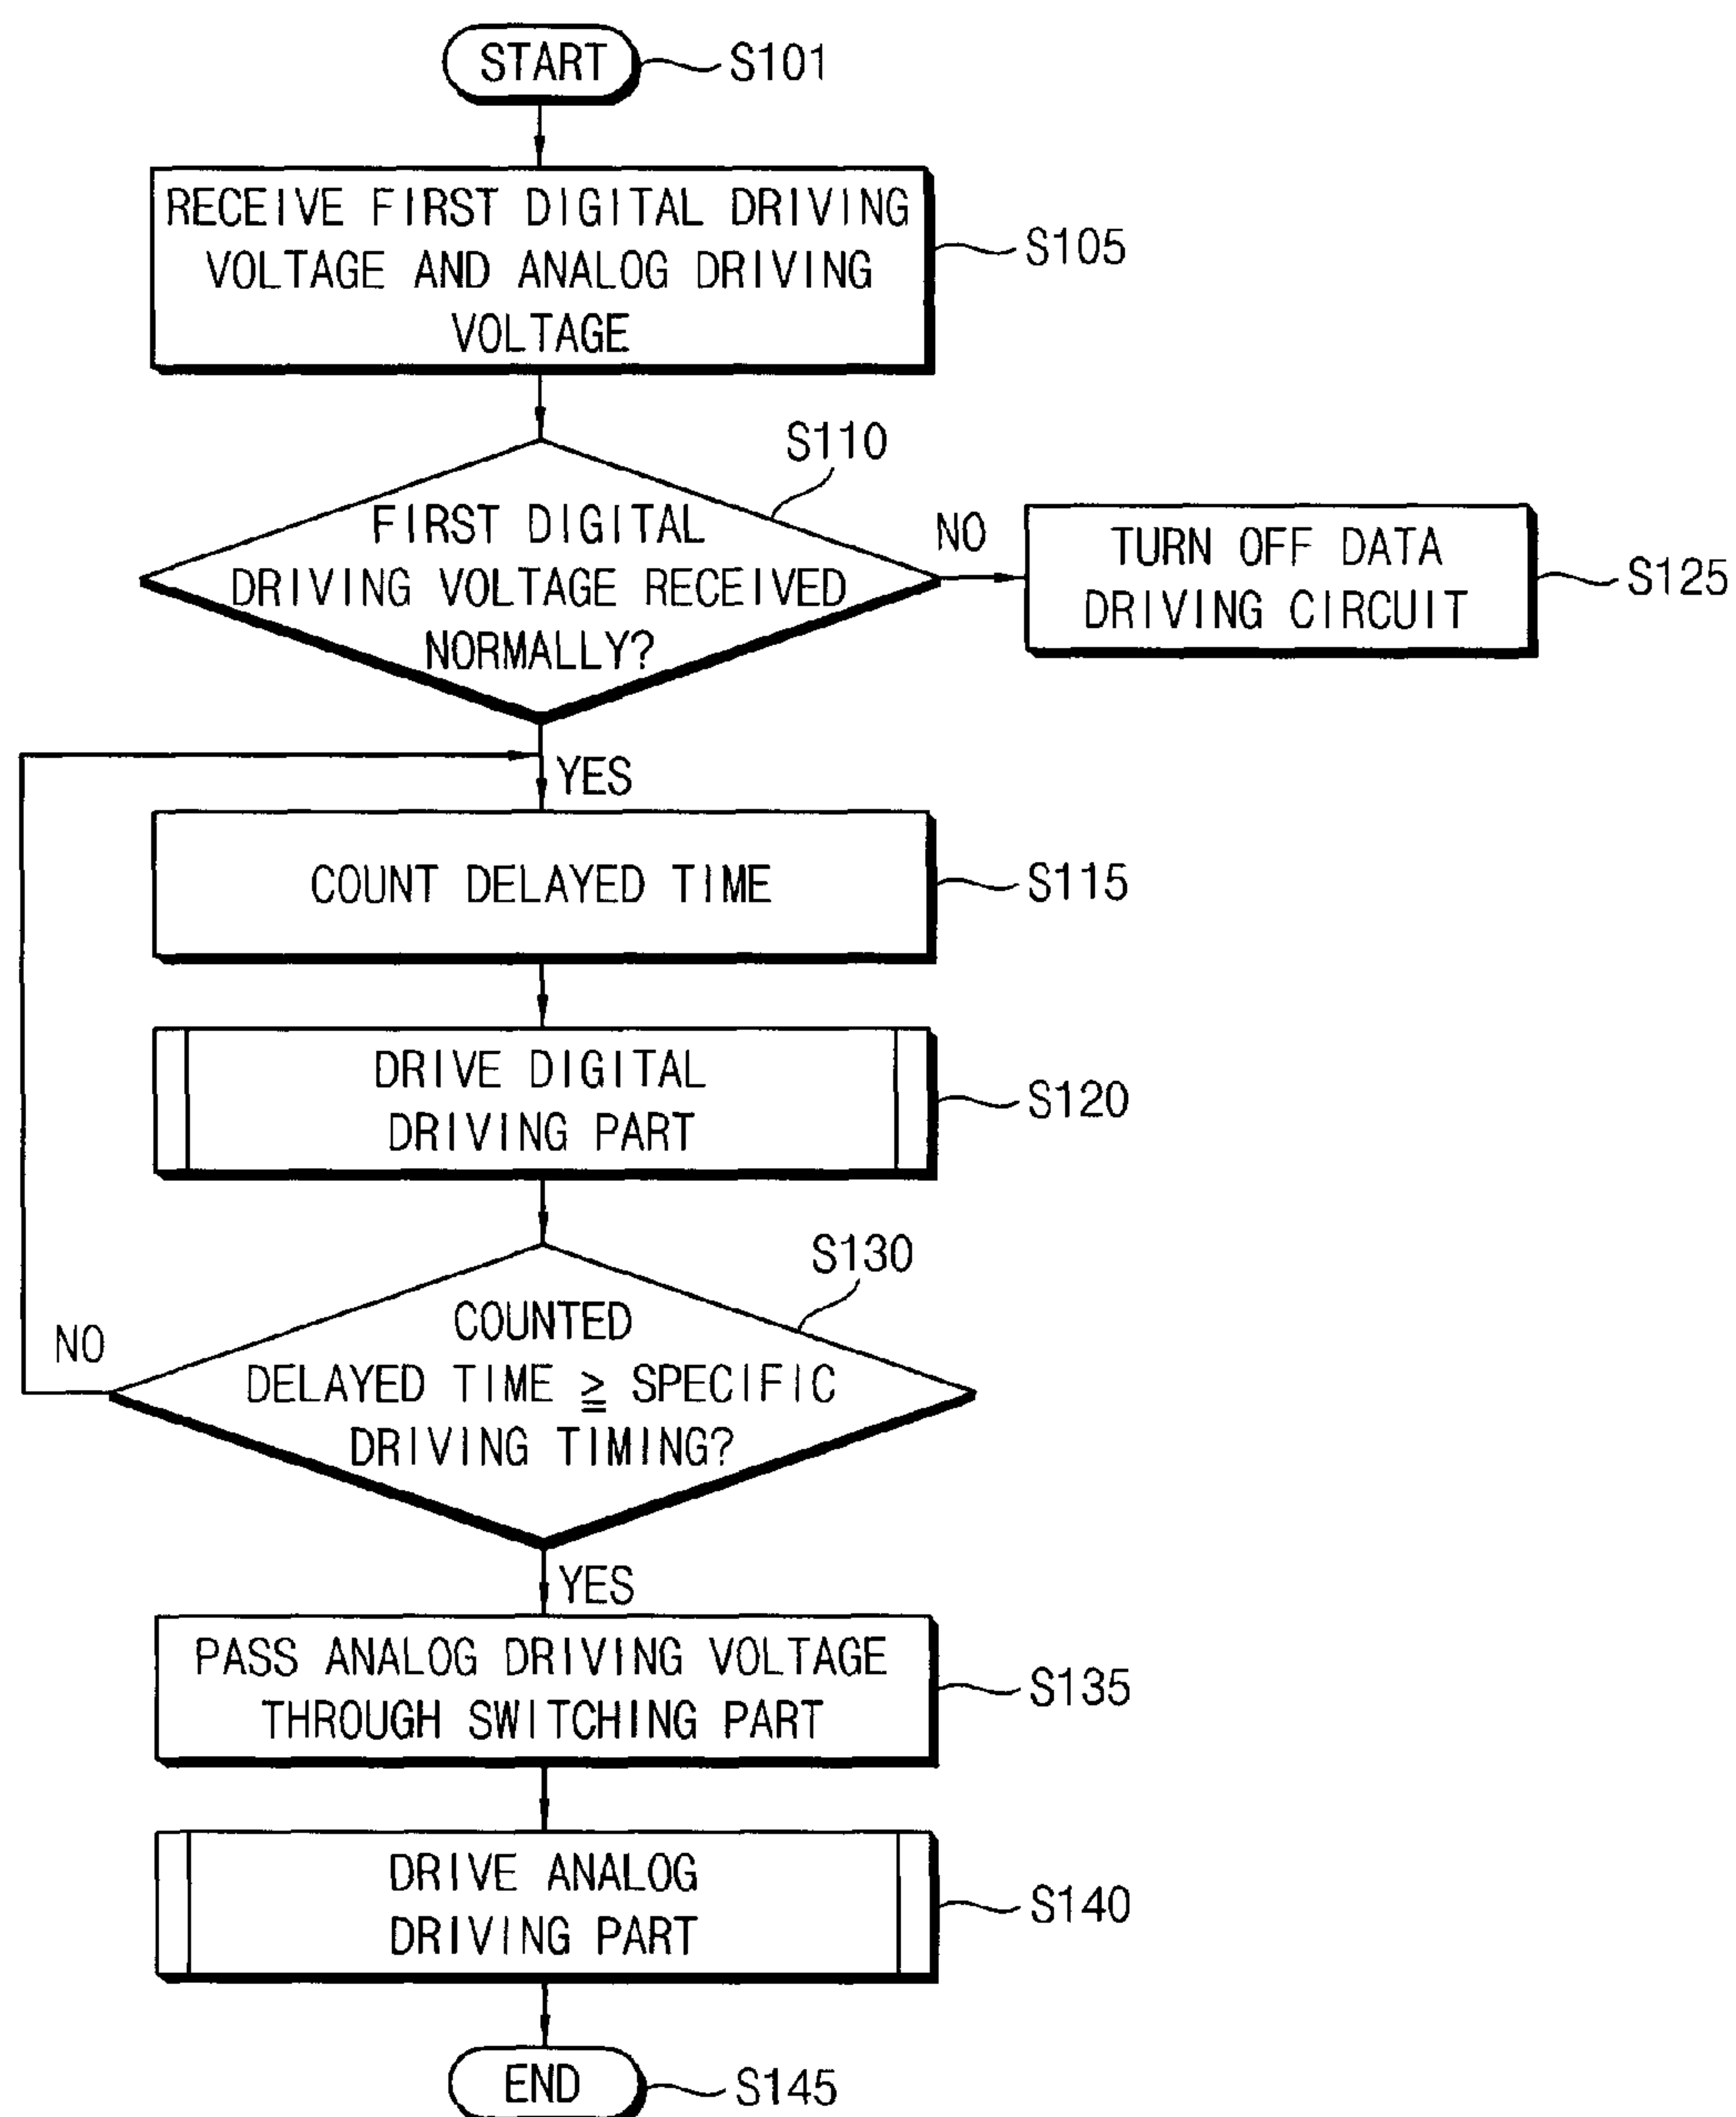 START
S101
RECEIVE FIRST DIGITAL DRIVING
VOLTAGE AND ANALOG DRIVING
VOLTAGE
S105
S110
FIRST DIGITAL
DRIVING VOLTAGE RECEIVED
NORMALLY?
NO
TURN OFF DATA
DRIVING CIRCUIT
S125
YES
COUNT DELAYED TIME
S115
DRIVE DIGITAL
DRIVING PART
S120
S130
COUNTED
DELAYED TIME ≧ SPECIFIC
DRIVING TIMING?
NO
YES
PASS ANALOG DRIVING VOLTAGE
THROUGH SWITCHING PART
S135
DRIVE ANALOG
DRIVING PART
S140
END
S145